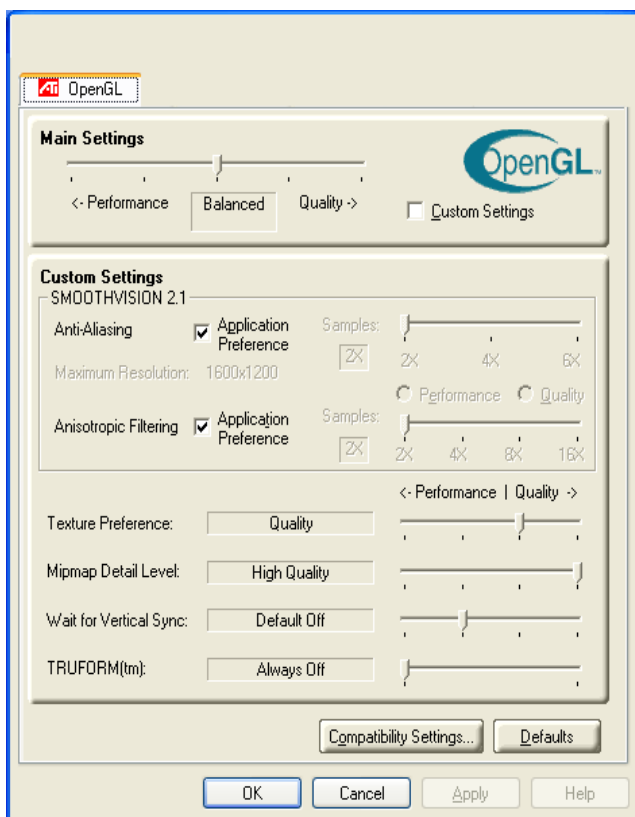 ATI OpenGL
Main Settings
OpenGL™
<- Performance Balanced Quality ->
Custom Settings
Custom Settings
SMOOTHVISION 2.1
Anti-Aliasing Application Preference Samples: 2X
2X 4X 6X
Maximum Resolution: 1600x1200
Performance Quality
Anisotropic Filtering Application Preference Samples: 2X
2X 4X 8X 16X
<- Performance | Quality ->
Texture Preference: Quality
Mipmap Detail Level: High Quality
Wait for Vertical Sync: Default Off
TRUFORM(tm): Always Off
Compatibility Settings... Defaults
OK Cancel Apply Help